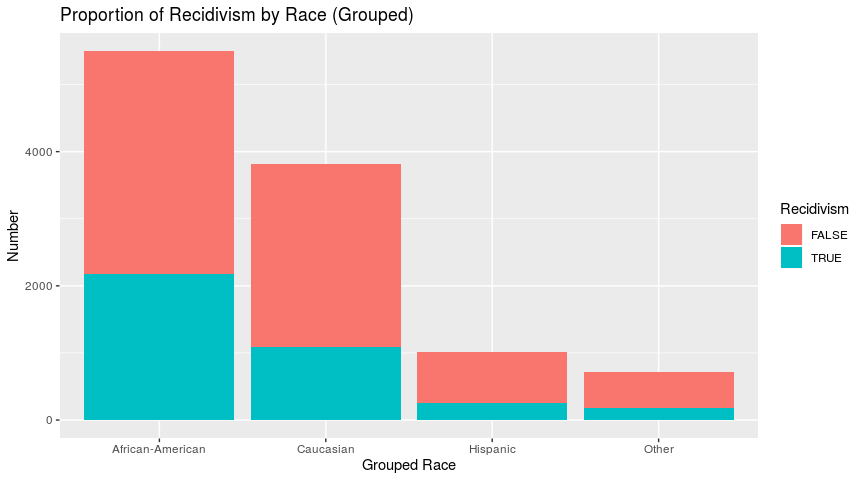 Proportion of Recidivism by Race (Grouped)
Number
4000
2000
0
African-American
Caucasian
Hispanic
Other
Grouped Race
Recidivism
FALSE
TRUE